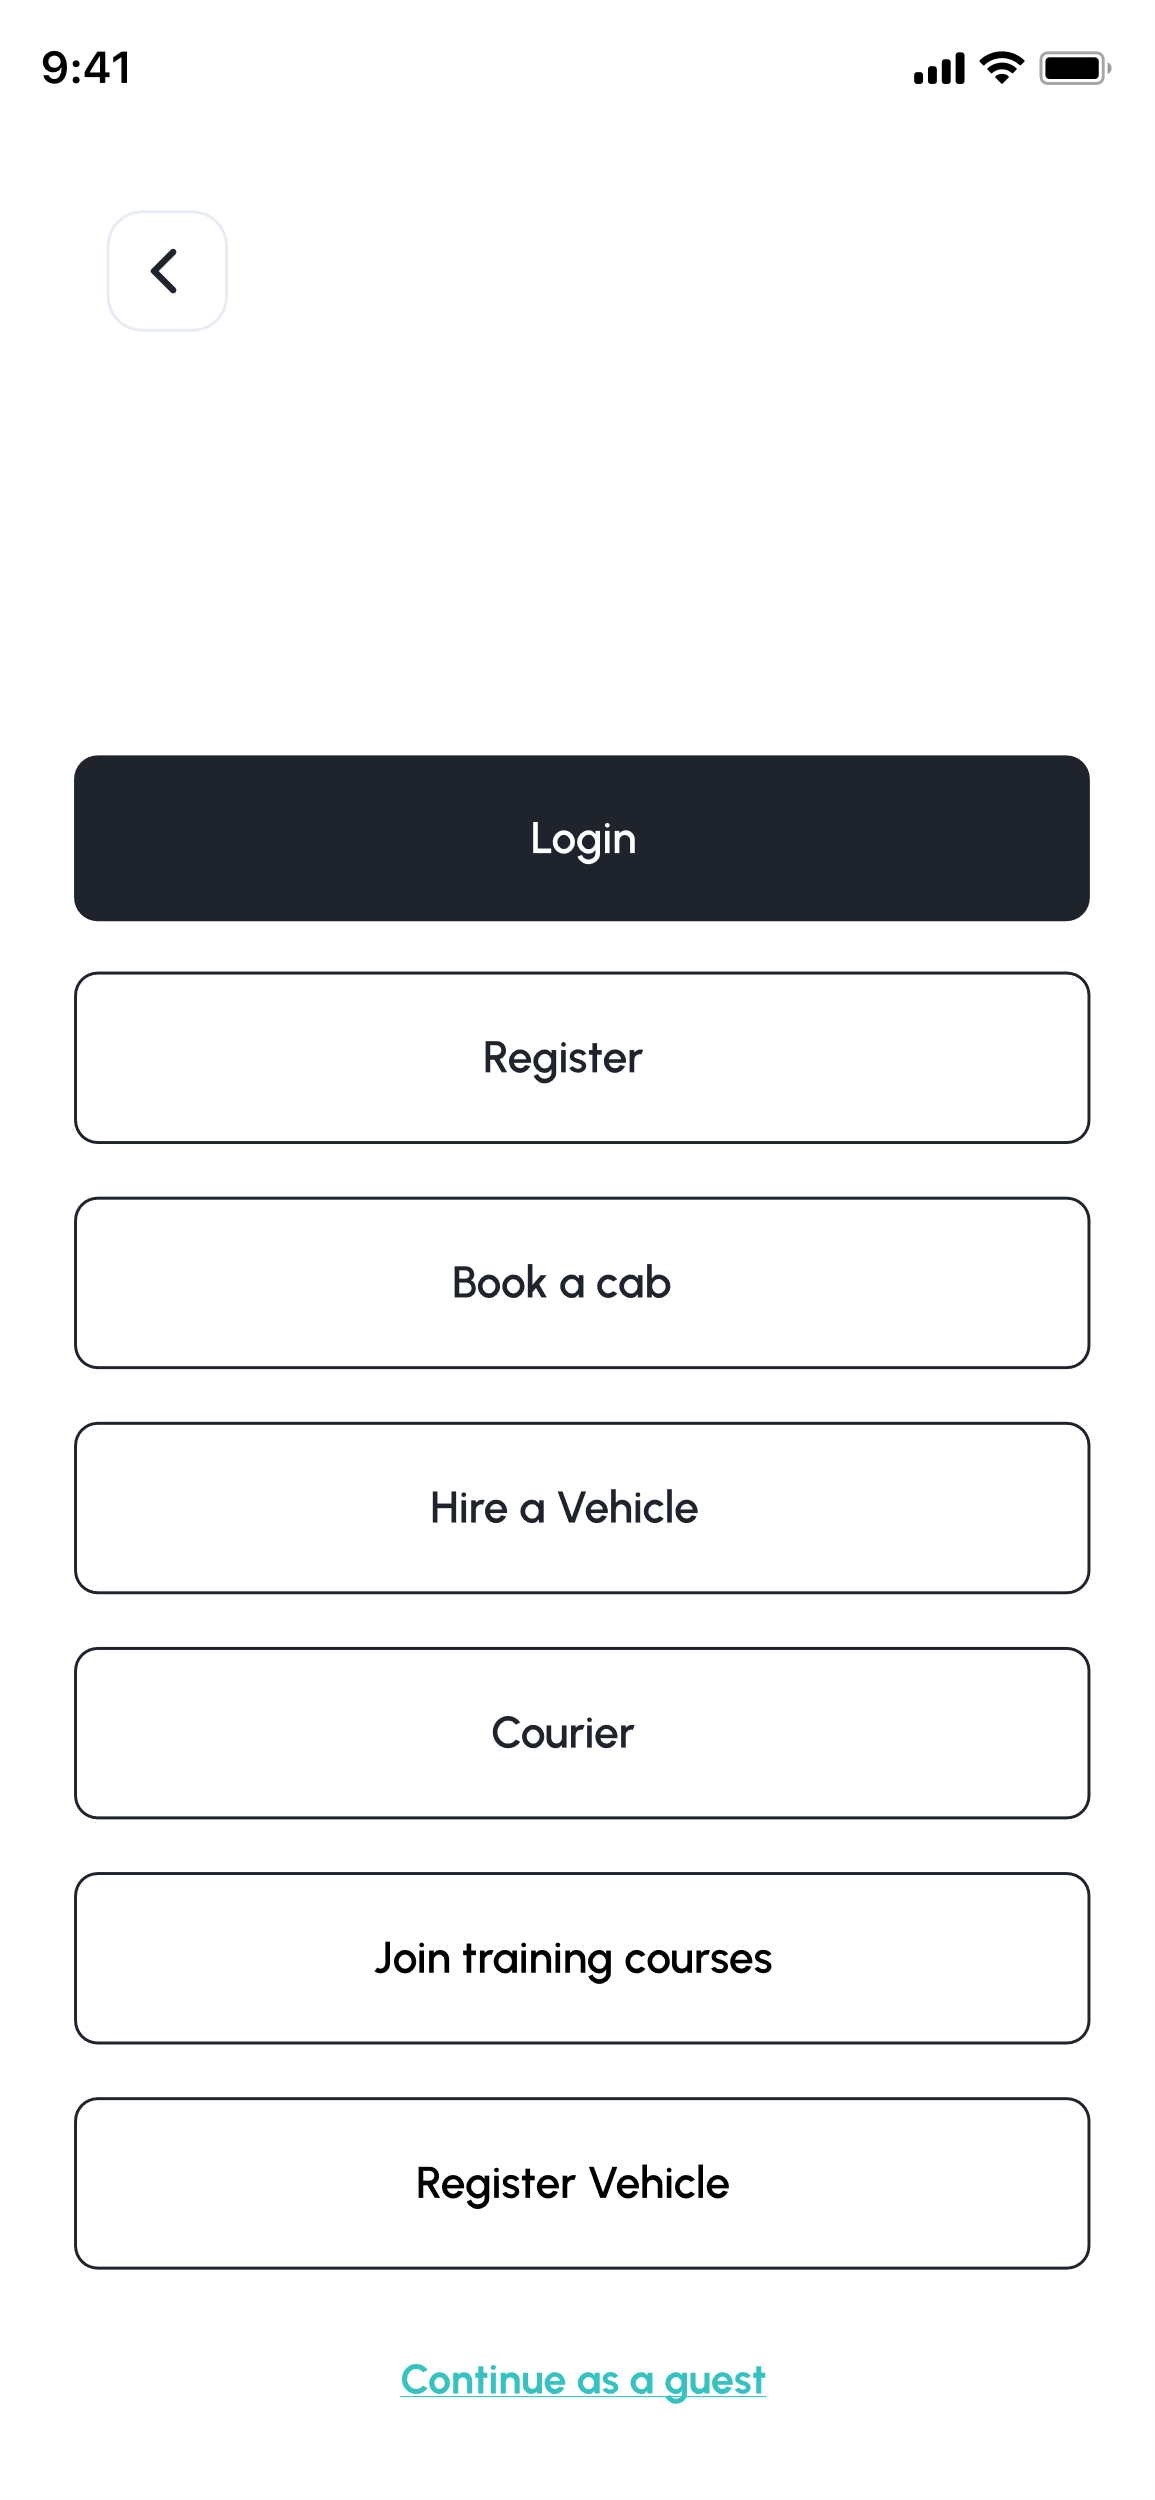 9:41
Login
Register
Book a cab
Hire a Vehicle
Courier
Join training courses
Register Vehicle
Continue as a guest